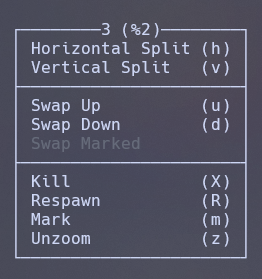 3 (%2)
Horizontal Split (h)
Vertical Split (v)
Swap Up (u)
Swap Down (d)
Swap Marked
Kill (X)
Respawn (R)
Mark (m)
Unzoom (z)